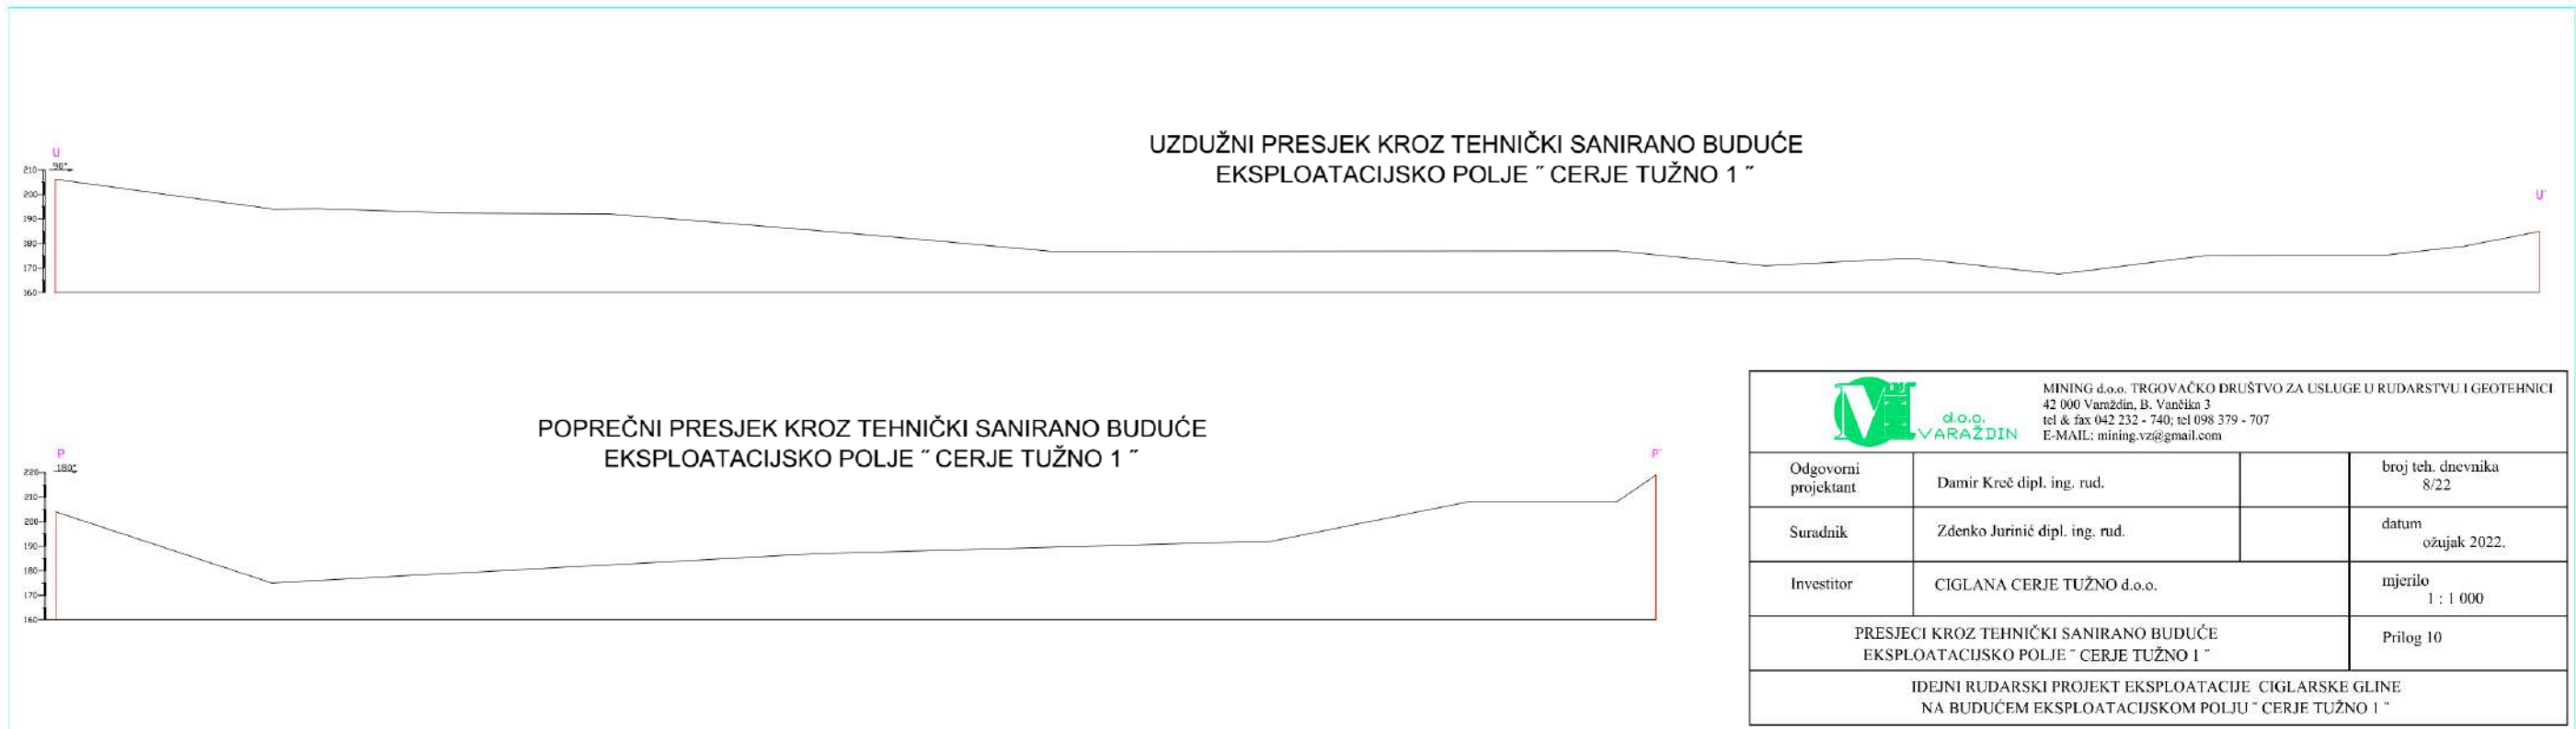 UZDUŽNI PRESJEK KROZ TEHNIČKI SANIRANO BUDUĆE
EKSPLOATACIJSKO POLJE ˝ CERJE TUŽNO 1 ˝
U
90°
210
200
190
180
170
160
U'
POPREČNI PRESJEK KROZ TEHNIČKI SANIRANO BUDUĆE
EKSPLOATACIJSKO POLJE ˝ CERJE TUŽNO 1 ˝
P
180°
220
210
200
190
180
170
160
P'
M
d.o.o.
VARAŽDIN
MINING d.o.o. TRGOVAČKO DRUŠTVO ZA USLUGE U RUDARSTVU I GEOTEHNICI
42 000 Varaždin, B. Vančika 3
tel & fax 042 232 - 740; tel 098 379 - 707
E-MAIL: mining.vz@gmail.com
Odgovorni
projektant
Damir Kreč dipl. ing. rud.
broj teh. dnevnika
8/22
Suradnik
Zdenko Jurinić dipl. ing. rud.
datum
ožujak 2022.
Investitor
CIGLANA CERJE TUŽNO d.o.o.
mjerilo
1 : 1 000
PRESJECI KROZ TEHNIČKI SANIRANO BUDUĆE
EKSPLOATACIJSKO POLJE ˝ CERJE TUŽNO 1 ˝
Prilog 10
IDEJNI RUDARSKI PROJEKT EKSPLOATACIJE CIGLARSKE GLINE
NA BUDUĆEM EKSPLOATACIJSKOM POLJU ˝ CERJE TUŽNO 1 ˝